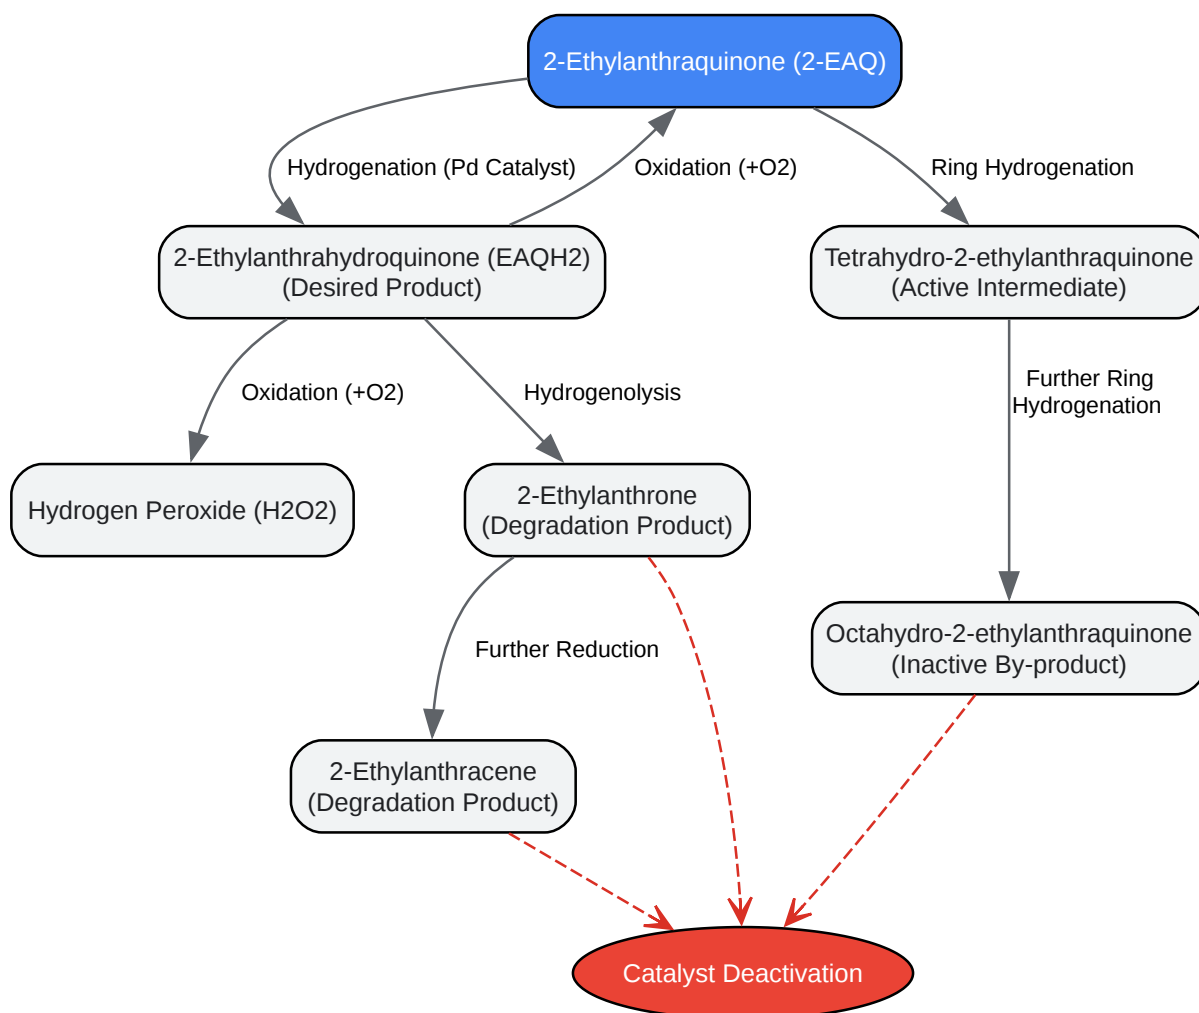 2-Ethylanthraquinone (2-EAQ)
Hydrogenation (Pd Catalyst)
Oxidation (+O2)
Ring Hydrogenation
2-Ethylanthrahydroquinone (EAQH2)
(Desired Product)
Tetrahydro-2-ethylanthraquinone
(Active Intermediate)
Oxidation (+O2)
Hydrogenolysis
Further Ring
Hydrogenation
Hydrogen Peroxide (H2O2)
2-Ethylanthrone
(Degradation Product)
Further Reduction
Octahydro-2-ethylanthraquinone
(Inactive By-product)
2-Ethylanthracene
(Degradation Product)
Catalyst Deactivation